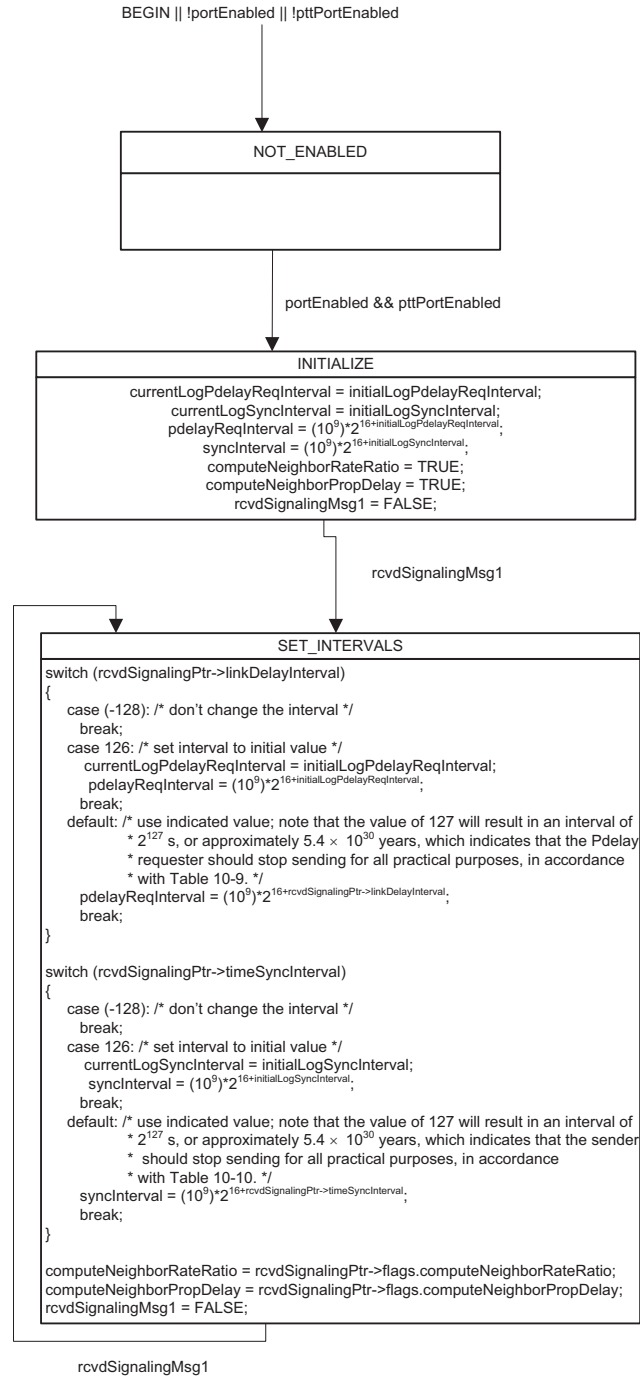 BEGIN || !portEnabled || !pttPortEnabled
NOT_ENABLED
portEnabled && pttPortEnabled
INITIALIZE
currentLogPdelayReqInterval = initialLogPdelayReqInterval;
currentLogSyncInterval = initialLogSyncInterval;
pdelayReqInterval = (10⁹)*2^16+initialLogPdelayReqInterval;
syncInterval = (10⁹)*2^16+initialLogSyncInterval;
computeNeighborRateRatio = TRUE;
computeNeighborPropDelay = TRUE;
rcvdSignalingMsg1 = FALSE;
rcvdSignalingMsg1
SET_INTERVALS
switch (rcvdSignalingPtr->linkDelayInterval)
{
case (-128): /* don’t change the interval */
break;
case 126: /* set interval to initial value */
currentLogPdelayReqInterval = initialLogPdelayReqInterval;
pdelayReqInterval = (10⁹)*2^16+initialLogPdelayReqInterval;
break;
default: /* use indicated value; note that the value of 127 will result in an interval of
* 2¹²⁷ s, or approximately 5.4 × 10³⁰ years, which indicates that the Pdelay
* requester should stop sending for all practical purposes, in accordance
* with Table 10-9. */
pdelayReqInterval = (10⁹)*2^16+rcvdSignalingPtr->linkDelayInterval;
break;
}
switch (rcvdSignalingPtr->timeSyncInterval)
{
case (-128): /* don’t change the interval */
break;
case 126: /* set interval to initial value */
currentLogSyncInterval = initialLogSyncInterval;
syncInterval = (10⁹)*2^16+initialLogSyncInterval;
break;
default: /* use indicated value; note that the value of 127 will result in an interval of
* 2¹²⁷ s, or approximately 5.4 × 10³⁰ years, which indicates that the sender
* should stop sending for all practical purposes, in accordance
* with Table 10-10. */
syncInterval = (10⁹)*2^16+rcvdSignalingPtr->timeSyncInterval;
break;
}
computeNeighborRateRatio = rcvdSignalingPtr->flags.computeNeighborRateRatio;
computeNeighborPropDelay = rcvdSignalingPtr->flags.computeNeighborPropDelay;
rcvdSignalingMsg1 = FALSE;
rcvdSignalingMsg1